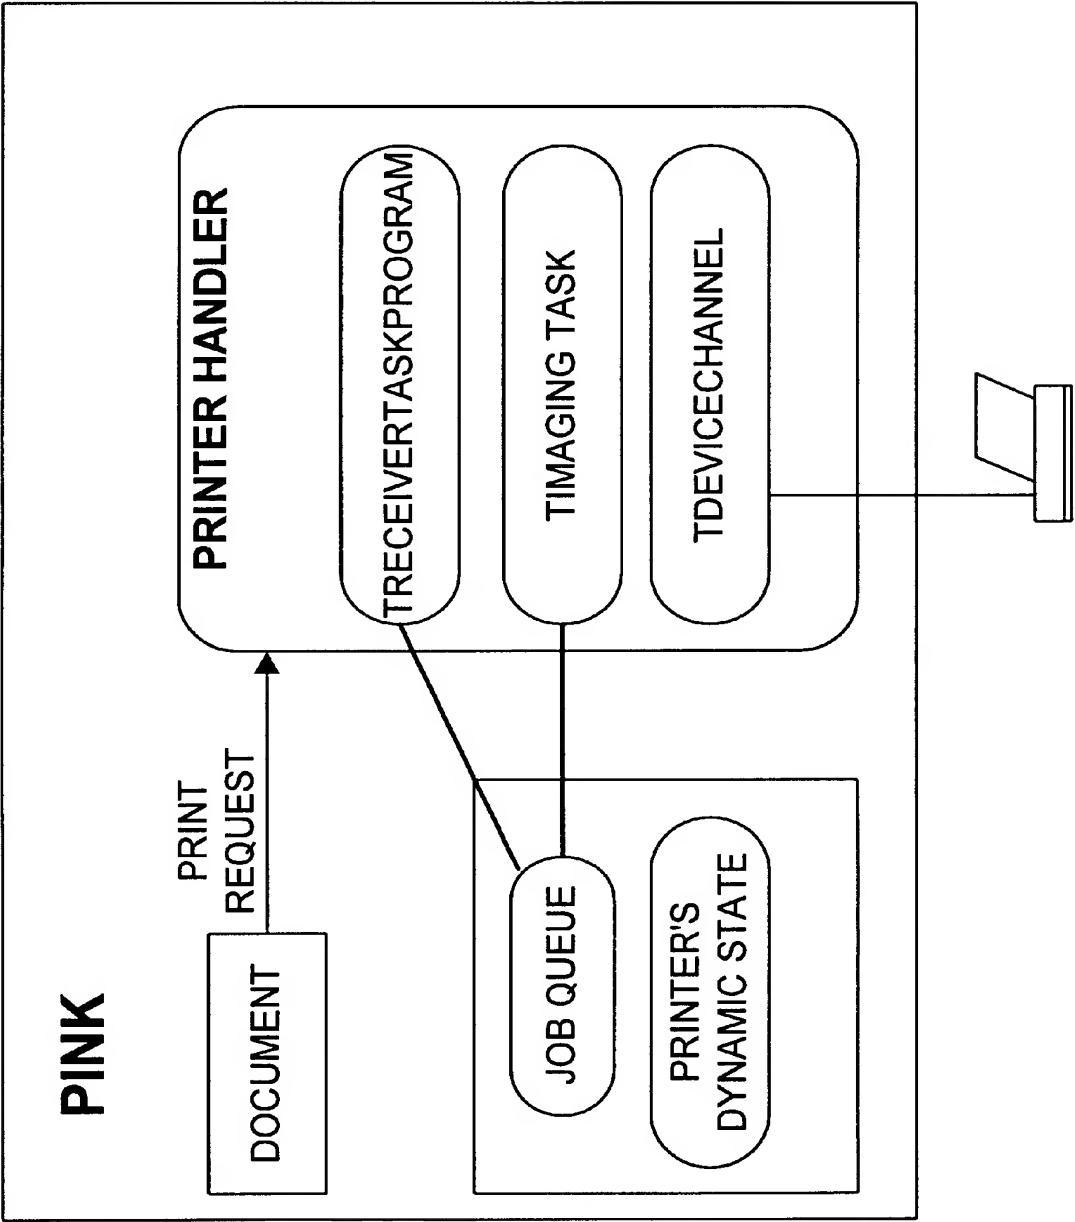 PINK
DOCUMENT
PRINT
REQUEST
PRINTER HANDLER
TRECEIVERTASKPROGRAM
TIMAGING TASK
TDEVICECHANNEL
JOB QUEUE
PRINTER'S
DYNAMIC STATE